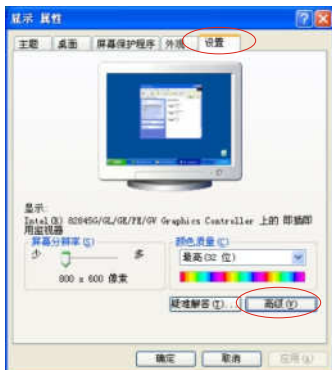 显示 属性
主题 桌面 屏幕保护程序 外观 设置
显示:
Intel(R) 82845G/GL/GE/PE/GV Graphics Controller 上的 即插即
用监视器
屏幕分辨率(S) 颜色质量(C)
少 多 最高(32 位)
800 x 600 像素
疑难解答(T)... 高级(V)
确定 取消 应用(A)